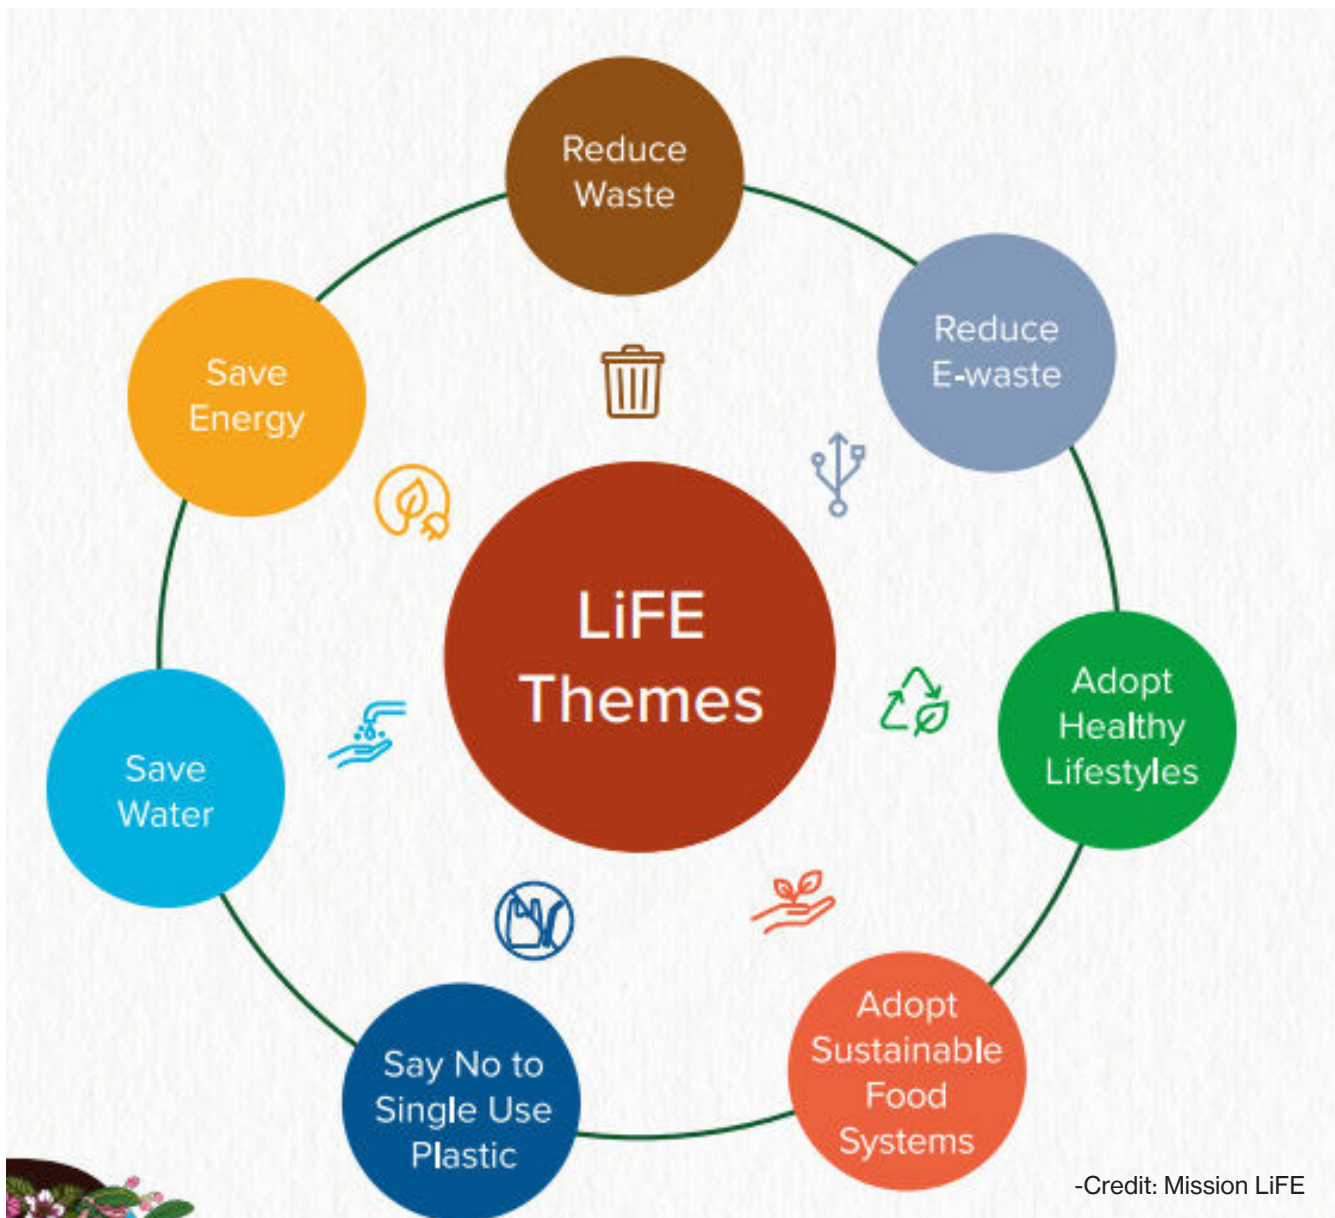 Reduce
Waste
Reduce
E-waste
Save
Energy
LiFE
Themes
Adopt
Healthy
Lifestyles
Save
Water
Adopt
Sustainable
Food
Systems
Say No to
Single Use
Plastic
-Credit: Mission LiFE